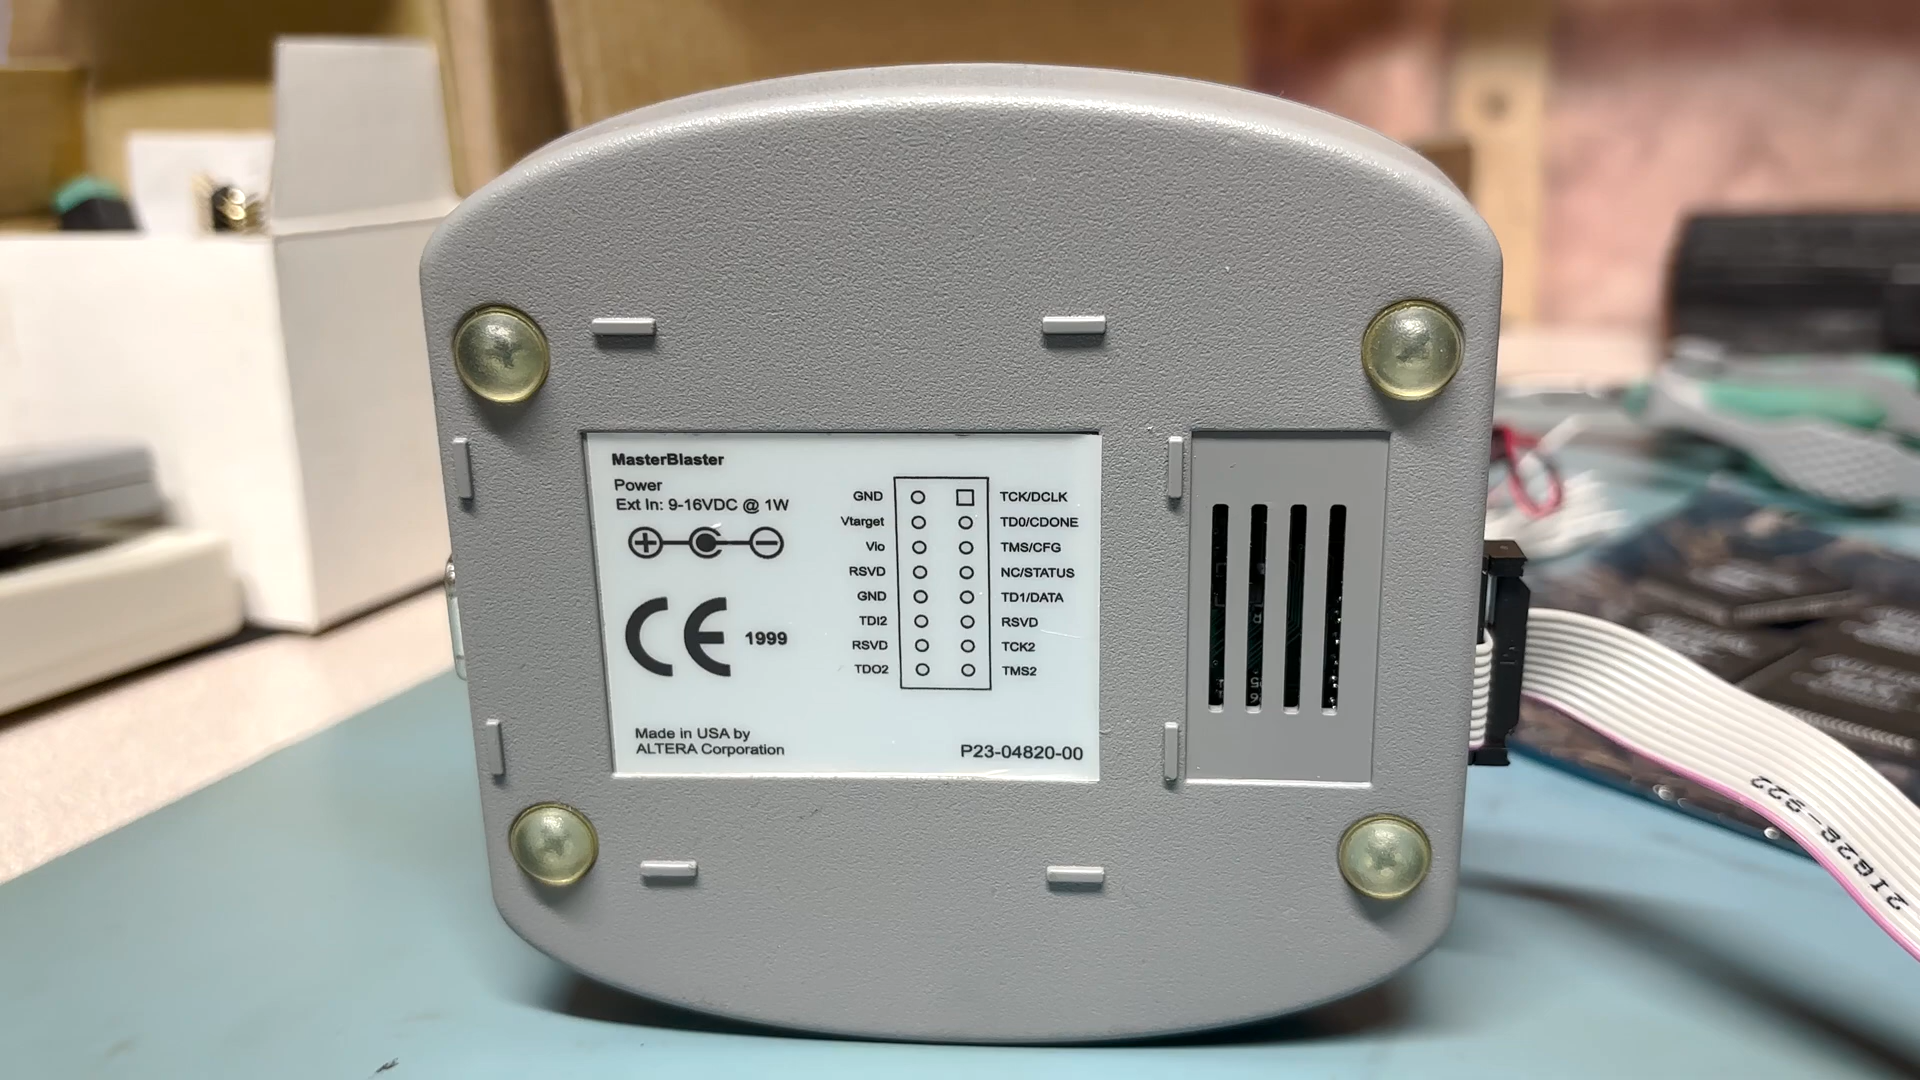 MasterBlaster
Power
Ext In: 9-16VDC @ 1W
+ −
CE 1999
Made in USA by
ALTERA Corporation
GND TCK/DCLK
Vtarget TD0/CDONE
Vio TMS/CFG
RSVD NC/STATUS
GND TD1/DATA
TDI2 RSVD
RSVD TCK2
TDO2 TMS2
P23-04820-00